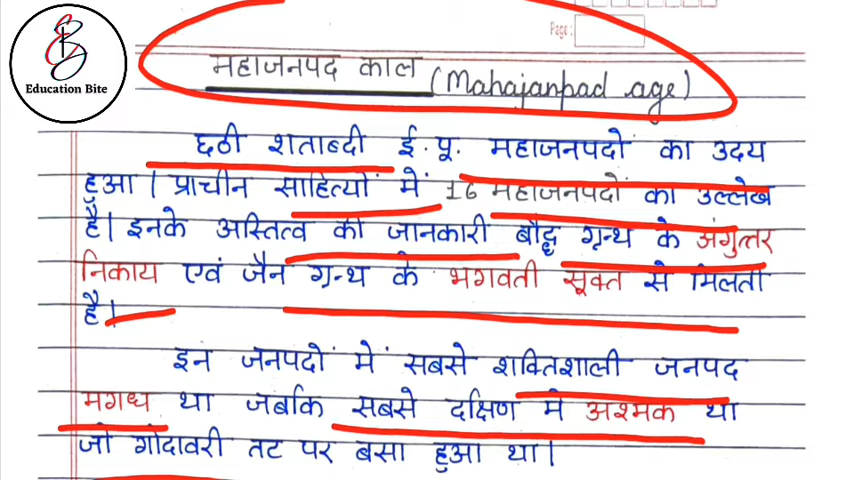 Page:
Education Bite
महाजनपद काल (Mahajanpad age)
छठी शताब्दी ई.पू. महाजनपदों का उदय
हुआ। प्राचीन साहित्यों में 16 महाजनपदों का उल्लेख
है। इनके अस्तित्व की जानकारी बौद्ध ग्रन्थ के अंगुत्तर
निकाय एवं जैन ग्रन्थ के भगवती सूक्त से मिलती
है।
इन जनपदों में सबसे शक्तिशाली जनपद
मगध था जबकि सबसे दक्षिण में अश्मक था
जो गोदावरी तट पर बसा हुआ था।